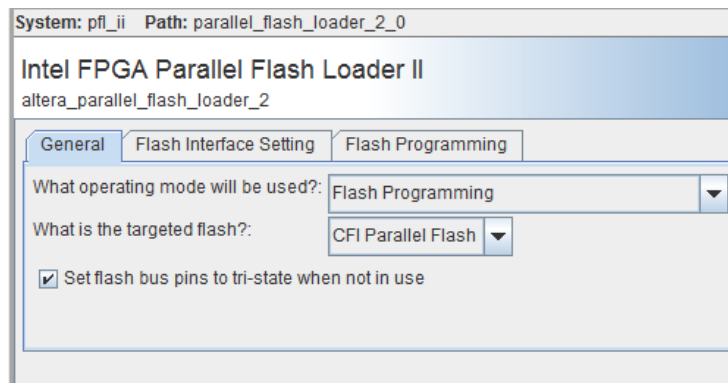 System: pfl_ii Path: parallel_flash_loader_2_0
Intel FPGA Parallel Flash Loader II
altera_parallel_flash_loader_2
General Flash Interface Setting Flash Programming
What operating mode will be used?: Flash Programming
What is the targeted flash?: CFI Parallel Flash
Set flash bus pins to tri-state when not in use